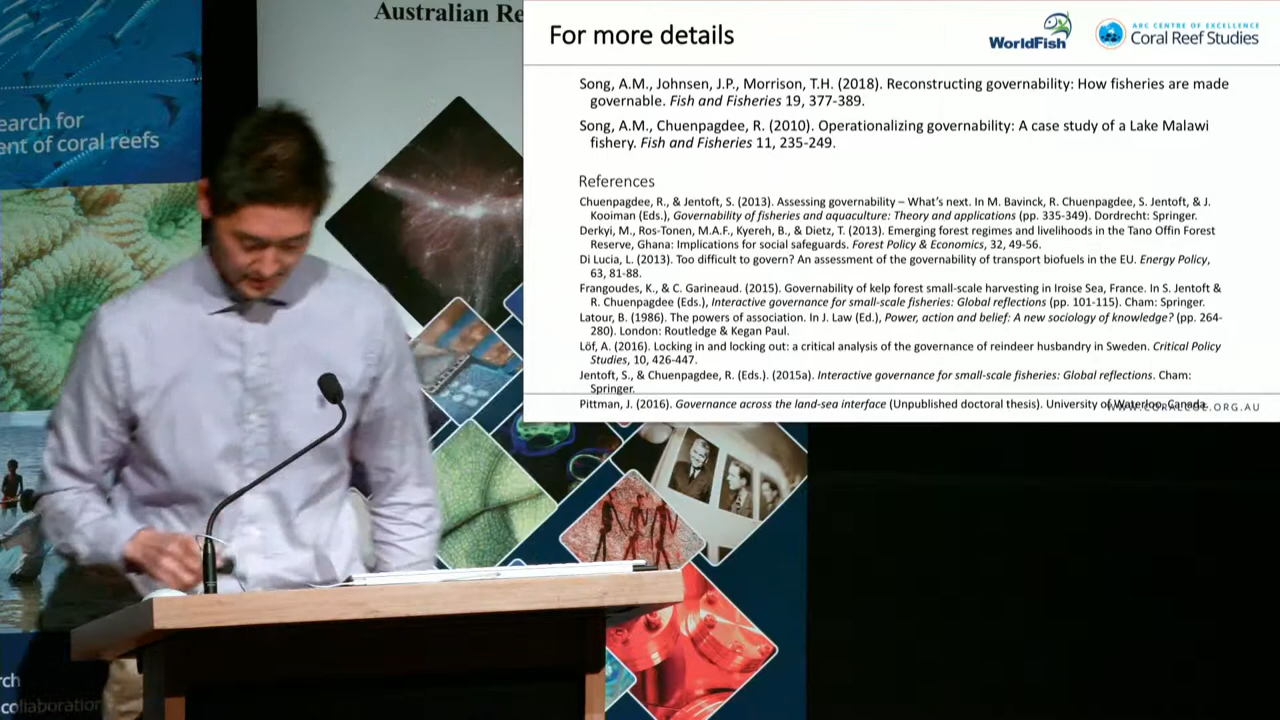 Australian Re
earch for
ent of coral reefs
rch
collaboration
For more details
WorldFish
ARC CENTRE OF EXCELLENCE
Coral Reef Studies
Song, A.M., Johnsen, J.P., Morrison, T.H. (2018). Reconstructing governability: How fisheries are made
governable. Fish and Fisheries 19, 377-389.
Song, A.M., Chuenpagdee, R. (2010). Operationalizing governability: A case study of a Lake Malawi
fishery. Fish and Fisheries 11, 235-249.
References
Chuenpagdee, R., & Jentoft, S. (2013). Assessing governability – What's next. In M. Bavinck, R. Chuenpagdee, S. Jentoft, & J.
Kooiman (Eds.), Governability of fisheries and aquaculture: Theory and applications (pp. 335-349). Dordrecht: Springer.
Derkyi, M., Ros-Tonen, M.A.F., Kyereh, B., & Dietz, T. (2013). Emerging forest regimes and livelihoods in the Tano Offin Forest
Reserve, Ghana: Implications for social safeguards. Forest Policy & Economics, 32, 49-56.
Di Lucia, L. (2013). Too difficult to govern? An assessment of the governability of transport biofuels in the EU. Energy Policy,
63, 81-88.
Frangoudes, K., & C. Garineaud. (2015). Governability of kelp forest small-scale harvesting in Iroise Sea, France. In S. Jentoft &
R. Chuenpagdee (Eds.), Interactive governance for small-scale fisheries: Global reflections (pp. 101-115). Cham: Springer.
Latour, B. (1986). The powers of association. In J. Law (Ed.), Power, action and belief: A new sociology of knowledge? (pp. 264-
280). London: Routledge & Kegan Paul.
Löf, A. (2016). Locking in and locking out: a critical analysis of the governance of reindeer husbandry in Sweden. Critical Policy
Studies, 10, 426-447.
Jentoft, S., & Chuenpagdee, R. (Eds.). (2015a). Interactive governance for small-scale fisheries: Global reflections. Cham:
Springer.
Pittman, J. (2016). Governance across the land-sea interface (Unpublished doctoral thesis). University of Waterloo, Canada.
WWW.CORALCOE.ORG.AU